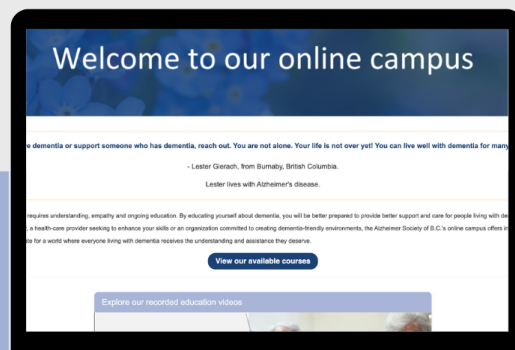 Welcome to our online campus
e dementia or support someone who has dementia, reach out. You are not alone. Your life is not over yet! You can live well with dementia for many
- Lester Gierach, from Burnaby, British Columbia.
Lester lives with Alzheimer's disease.
requires understanding, empathy and ongoing education. By educating yourself about dementia, you will be better prepared to provide better support and care for people living with de
, a health-care provider seeking to enhance your skills or an organization committed to creating dementia-friendly environments, the Alzheimer Society of B.C.'s online campus offers in
ate for a world where everyone living with dementia receives the understanding and assistance they deserve.
View our available courses
Explore our recorded education videos